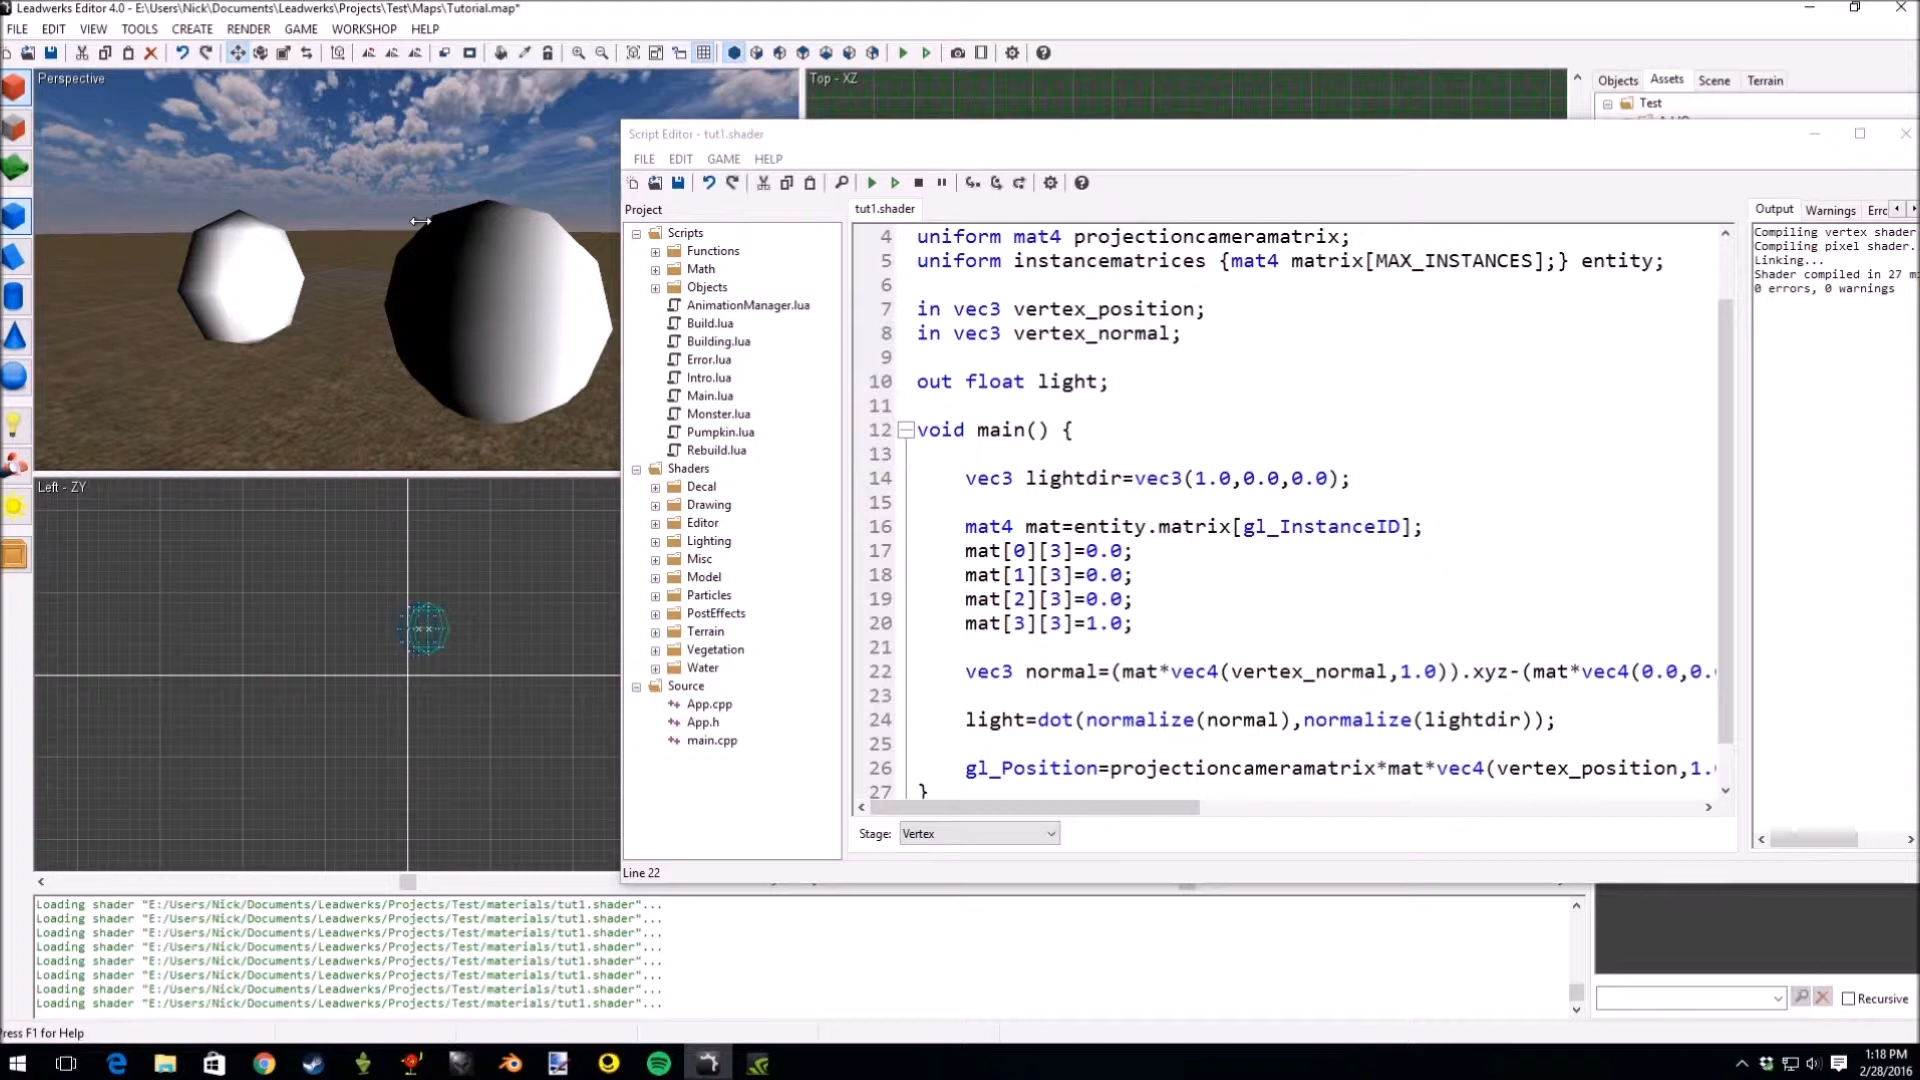 Leadwerks Editor 4.0 - E:\Users\Nick\Documents\Leadwerks\Projects\Test\Maps\Tutorial.map*
FILE EDIT VIEW TOOLS CREATE RENDER GAME WORKSHOP HELP
Perspective
Top - XZ
Objects Assets Scene Terrain
Test
Script Editor - tut1.shader
FILE EDIT GAME HELP
Project
Scripts
Functions
Math
Objects
AnimationManager.lua
Build.lua
Building.lua
Error.lua
Intro.lua
Main.lua
Monster.lua
Pumpkin.lua
Rebuild.lua
Shaders
Decal
Drawing
Editor
Lighting
Misc
Model
Particles
PostEffects
Terrain
Vegetation
Water
Source
App.cpp
App.h
main.cpp
tut1.shader
4 uniform mat4 projectioncameramatrix;
5 uniform instancematrices {mat4 matrix[MAX_INSTANCES];} entity;
6
7 in vec3 vertex_position;
8 in vec3 vertex_normal;
9
10 out float light;
11
12 void main() {
13
14 vec3 lightdir=vec3(1.0,0.0,0.0);
15
16 mat4 mat=entity.matrix[gl_InstanceID];
17 mat[0][3]=0.0;
18 mat[1][3]=0.0;
19 mat[2][3]=0.0;
20 mat[3][3]=1.0;
21
22 vec3 normal=(mat*vec4(vertex_normal,1.0)).xyz-(mat*vec4(0.0,0.
23
24 light=dot(normalize(normal),normalize(lightdir));
25
26 gl_Position=projectioncameramatrix*mat*vec4(vertex_position,1.
27 }
Stage: Vertex
Line 22
Output Warnings Errc
Compiling vertex shader
Compiling pixel shader.
Linking...
Shader compiled in 27 m
0 errors, 0 warnings
Left - ZY
Loading shader "E:/Users/Nick/Documents/Leadwerks/Projects/Test/materials/tut1.shader"...
Loading shader "E:/Users/Nick/Documents/Leadwerks/Projects/Test/materials/tut1.shader"...
Loading shader "E:/Users/Nick/Documents/Leadwerks/Projects/Test/materials/tut1.shader"...
Loading shader "E:/Users/Nick/Documents/Leadwerks/Projects/Test/materials/tut1.shader"...
Loading shader "E:/Users/Nick/Documents/Leadwerks/Projects/Test/materials/tut1.shader"...
Loading shader "E:/Users/Nick/Documents/Leadwerks/Projects/Test/materials/tut1.shader"...
Loading shader "E:/Users/Nick/Documents/Leadwerks/Projects/Test/materials/tut1.shader"...
Loading shader "E:/Users/Nick/Documents/Leadwerks/Projects/Test/materials/tut1.shader"...
Recursive
Press F1 for Help
1:18 PM
2/28/2016